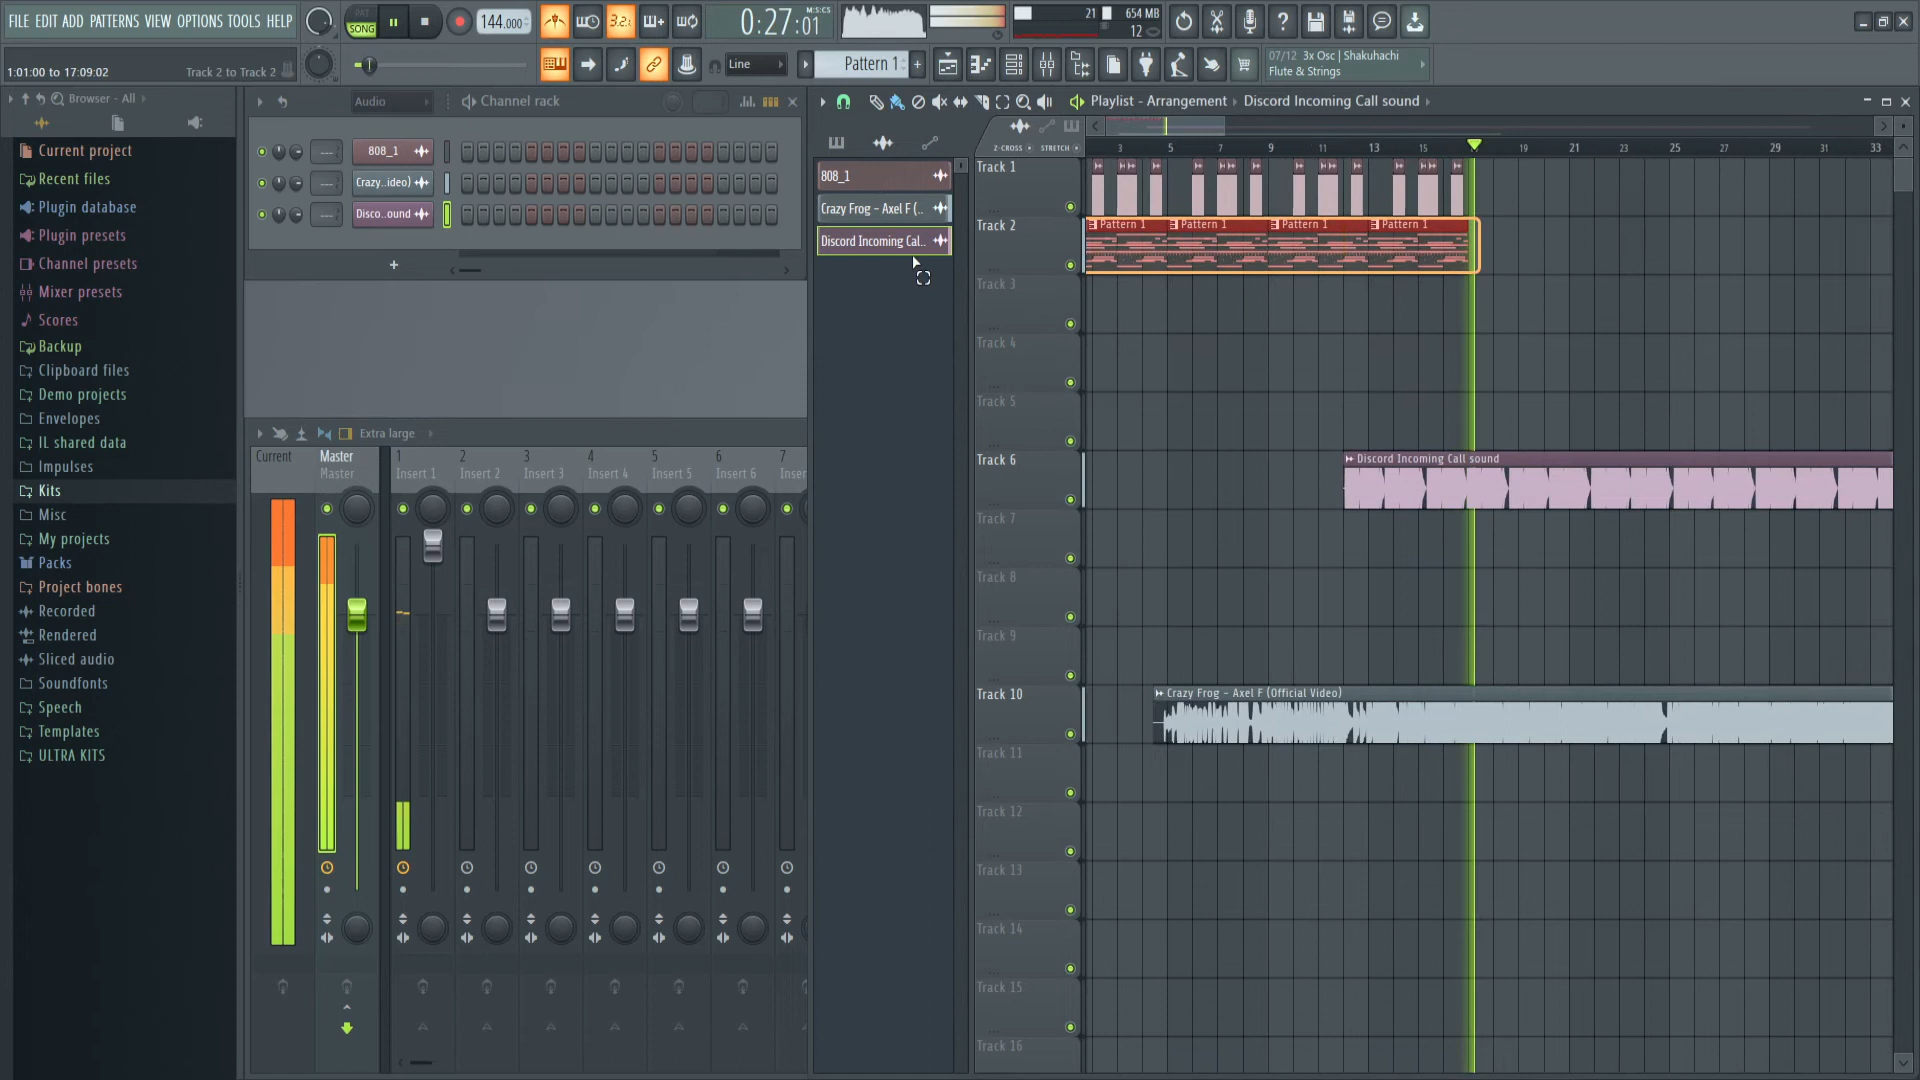 FILE EDIT ADD PATTERNS VIEW OPTIONS TOOLS HELP
PAT
SONG
144.000
3.2.
0:27:01
M:S:CS
21
654 MB
12
1:01:00 to 17:09:02
Track 2 to Track 2
Line
Pattern 1
07/12 3x Osc | Shakuhachi
Flute & Strings
Browser - All
Current project
Recent files
Plugin database
Plugin presets
Channel presets
Mixer presets
Scores
Backup
Clipboard files
Demo projects
Envelopes
IL shared data
Impulses
Kits
Misc
My projects
Packs
Project bones
Recorded
Rendered
Sliced audio
Soundfonts
Speech
Templates
ULTRA KITS
Audio
Channel rack
808_1
Crazy..ideo)
Disco..ound
Extra large
Current
Master
Master
1
Insert 1
2
Insert 2
3
Insert 3
4
Insert 4
5
Insert 5
6
Insert 6
7
Inser
Playlist - Arrangement
Discord Incoming Call sound
808_1
Crazy Frog - Axel F (..
Discord Incoming Cal..
Z-CROSS
STRETCH
3 5 7 9 11 13 15 19 21 23 25 27 29 31 33
Track 1
Track 2
Pattern 1
Pattern 1
Pattern 1
Pattern 1
Track 3
Track 4
Track 5
Track 6
Discord Incoming Call sound
Track 7
Track 8
Track 9
Track 10
Crazy Frog - Axel F (Official Video)
Track 11
Track 12
Track 13
Track 14
Track 15
Track 16